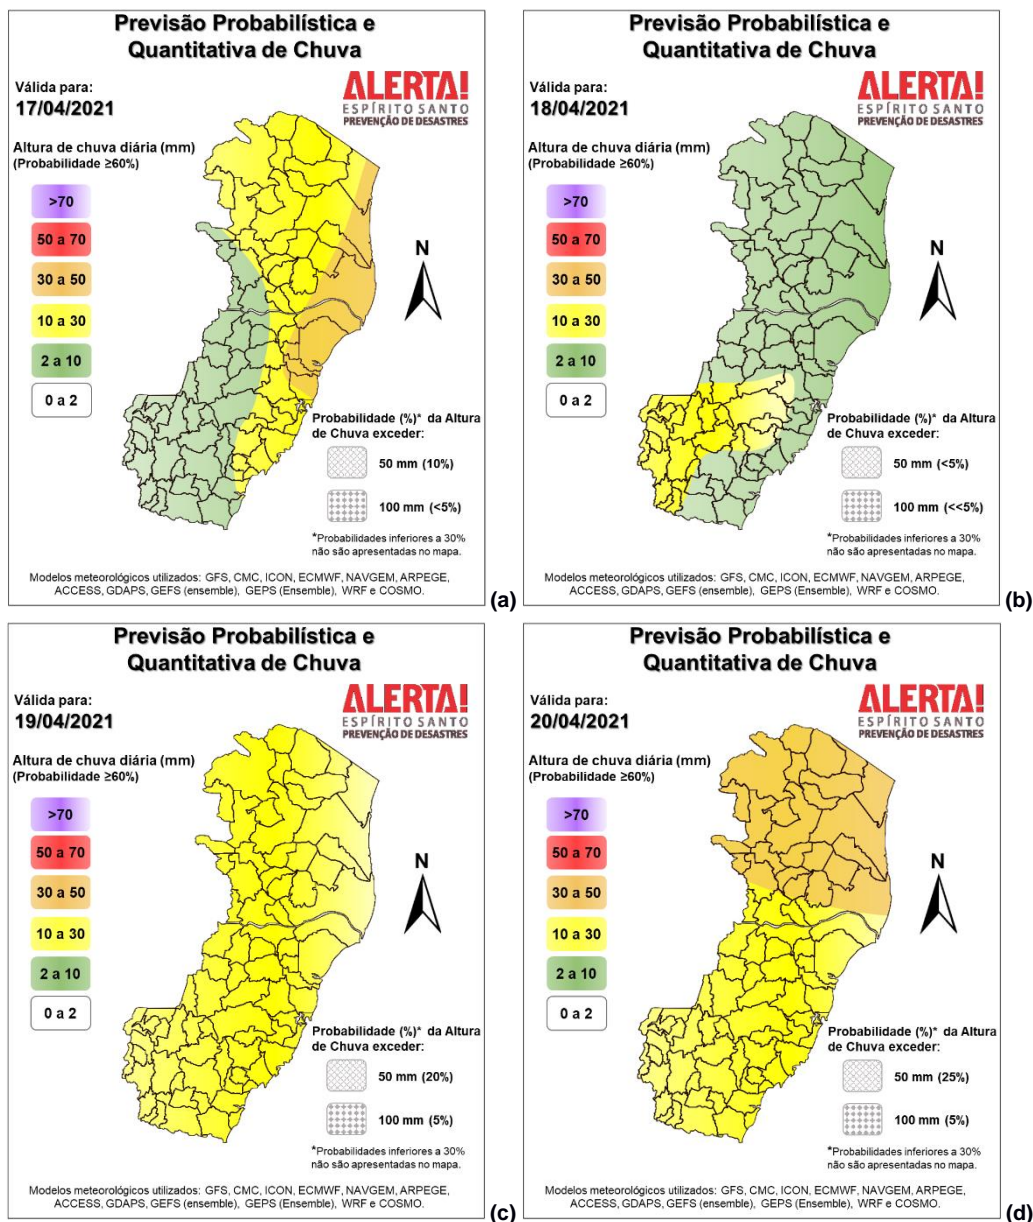 Previsão Probabilística e
Quantitativa de Chuva
Válida para:
17/04/2021
ALERTA!
ESPÍRITO SANTO
PREVENÇÃO DE DESASTRES
Altura de chuva diária (mm)
(Probabilidade ≥60%)
>70
50 a 70
30 a 50
10 a 30
2 a 10
0 a 2
N
Probabilidade (%)* da Altura
de Chuva exceder:
50 mm (10%)
100 mm (<5%)
*Probabilidades inferiores a 30%
não são apresentadas no mapa.
Modelos meteorológicos utilizados: GFS, CMC, ICON, ECMWF, NAVGEM, ARPEGE,
ACCESS, GDAPS, GEFS (ensemble), GEPS (Ensemble), WRF e COSMO.
(a)
Previsão Probabilística e
Quantitativa de Chuva
Válida para:
18/04/2021
ALERTA!
ESPÍRITO SANTO
PREVENÇÃO DE DESASTRES
Altura de chuva diária (mm)
(Probabilidade ≥60%)
>70
50 a 70
30 a 50
10 a 30
2 a 10
0 a 2
N
Probabilidade (%)* da Altura
de Chuva exceder:
50 mm (<5%)
100 mm (<<5%)
*Probabilidades inferiores a 30%
não são apresentadas no mapa.
Modelos meteorológicos utilizados: GFS, CMC, ICON, ECMWF, NAVGEM, ARPEGE,
ACCESS, GDAPS, GEFS (ensemble), GEPS (Ensemble), WRF e COSMO.
(b)
Previsão Probabilística e
Quantitativa de Chuva
Válida para:
19/04/2021
ALERTA!
ESPÍRITO SANTO
PREVENÇÃO DE DESASTRES
Altura de chuva diária (mm)
(Probabilidade ≥60%)
>70
50 a 70
30 a 50
10 a 30
2 a 10
0 a 2
N
Probabilidade (%)* da Altura
de Chuva exceder:
50 mm (20%)
100 mm (5%)
*Probabilidades inferiores a 30%
não são apresentadas no mapa.
Modelos meteorológicos utilizados: GFS, CMC, ICON, ECMWF, NAVGEM, ARPEGE,
ACCESS, GDAPS, GEFS (ensemble), GEPS (Ensemble), WRF e COSMO.
(c)
Previsão Probabilística e
Quantitativa de Chuva
Válida para:
20/04/2021
ALERTA!
ESPÍRITO SANTO
PREVENÇÃO DE DESASTRES
Altura de chuva diária (mm)
(Probabilidade ≥60%)
>70
50 a 70
30 a 50
10 a 30
2 a 10
0 a 2
N
Probabilidade (%)* da Altura
de Chuva exceder:
50 mm (25%)
100 mm (5%)
*Probabilidades inferiores a 30%
não são apresentadas no mapa.
Modelos meteorológicos utilizados: GFS, CMC, ICON, ECMWF, NAVGEM, ARPEGE,
ACCESS, GDAPS, GEFS (ensemble), GEPS (Ensemble), WRF e COSMO.
(d)